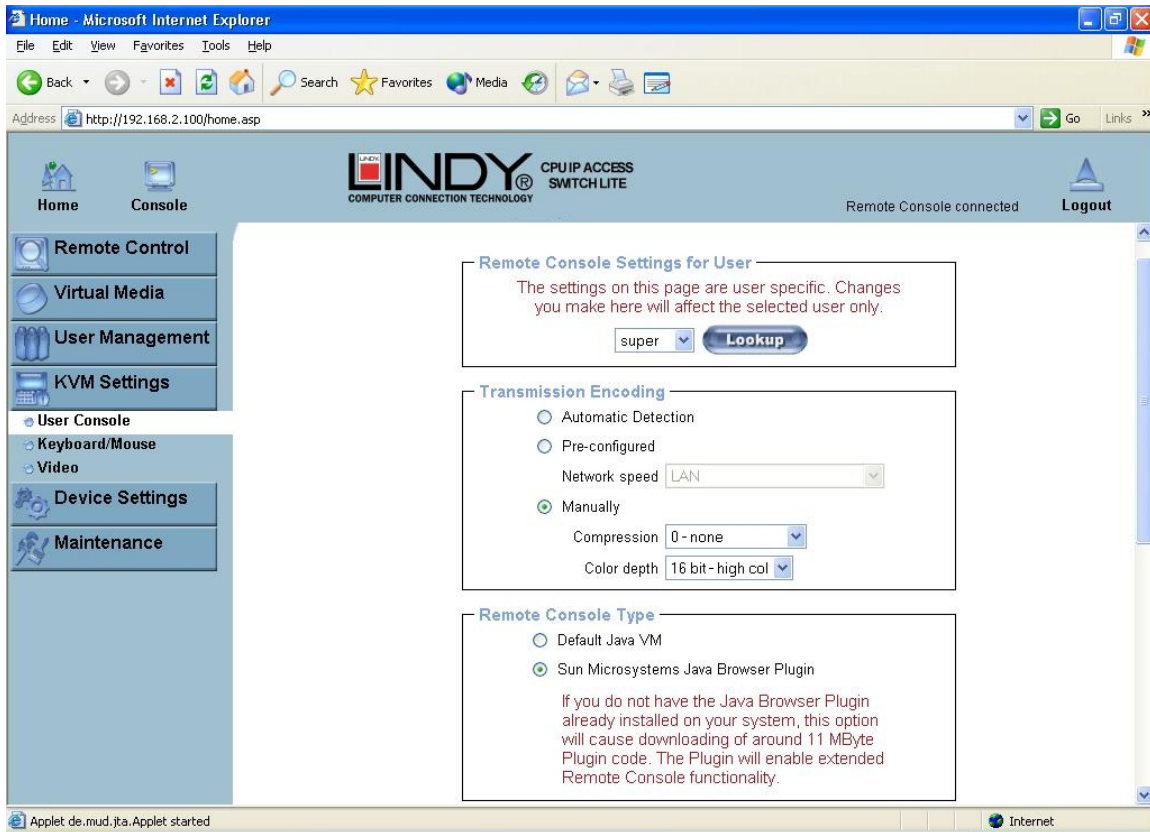 Home - Microsoft Internet Explorer
File Edit View Favorites Tools Help
Back Search Favorites Media
Address http://192.168.2.100/home.asp Go Links »
Home Console
LINDY®
COMPUTER CONNECTION TECHNOLOGY
CPU IP ACCESS
SWITCH LITE
Remote Console connected
Logout
Remote Control
Virtual Media
User Management
KVM Settings
User Console
Keyboard/Mouse
Video
Device Settings
Maintenance
Remote Console Settings for User
The settings on this page are user specific. Changes
you make here will affect the selected user only.
super Lookup
Transmission Encoding
Automatic Detection
Pre-configured
Network speed LAN
Manually
Compression 0 - none
Color depth 16 bit - high col
Remote Console Type
Default Java VM
Sun Microsystems Java Browser Plugin
If you do not have the Java Browser Plugin
already installed on your system, this option
will cause downloading of around 11 MByte
Plugin code. The Plugin will enable extended
Remote Console functionality.
Applet de.mud.jta.Applet started Internet